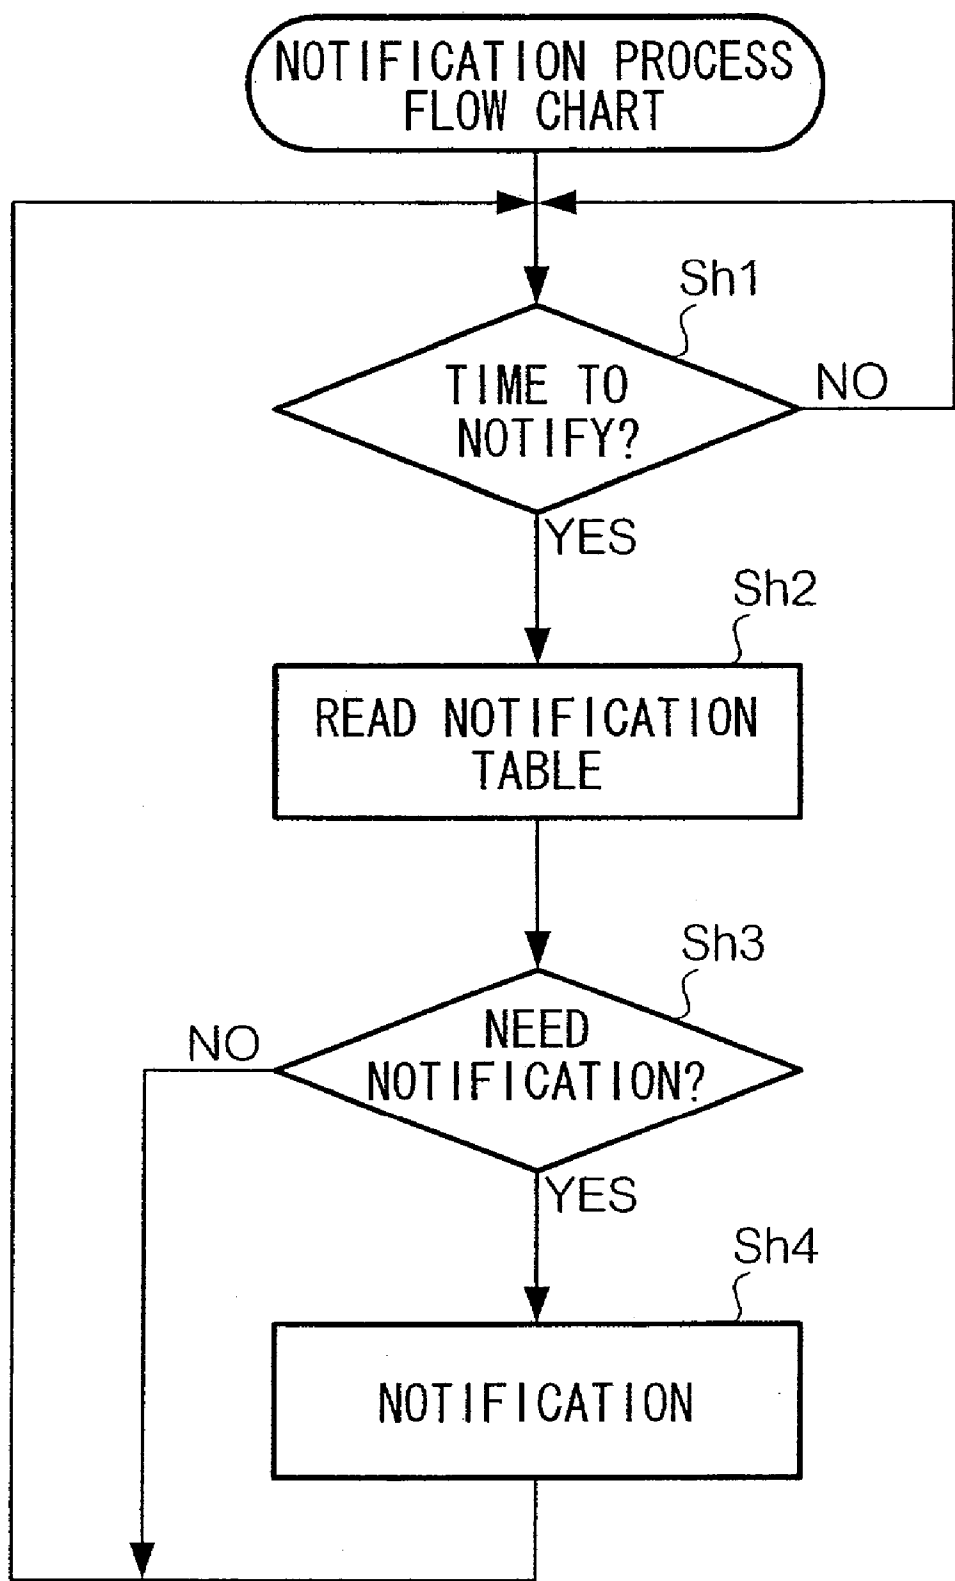 NOTIFICATION PROCESS
FLOW CHART
Sh1
TIME TO
NOTIFY?
NO
YES
Sh2
READ NOTIFICATION
TABLE
Sh3
NEED
NOTIFICATION?
NO
YES
Sh4
NOTIFICATION